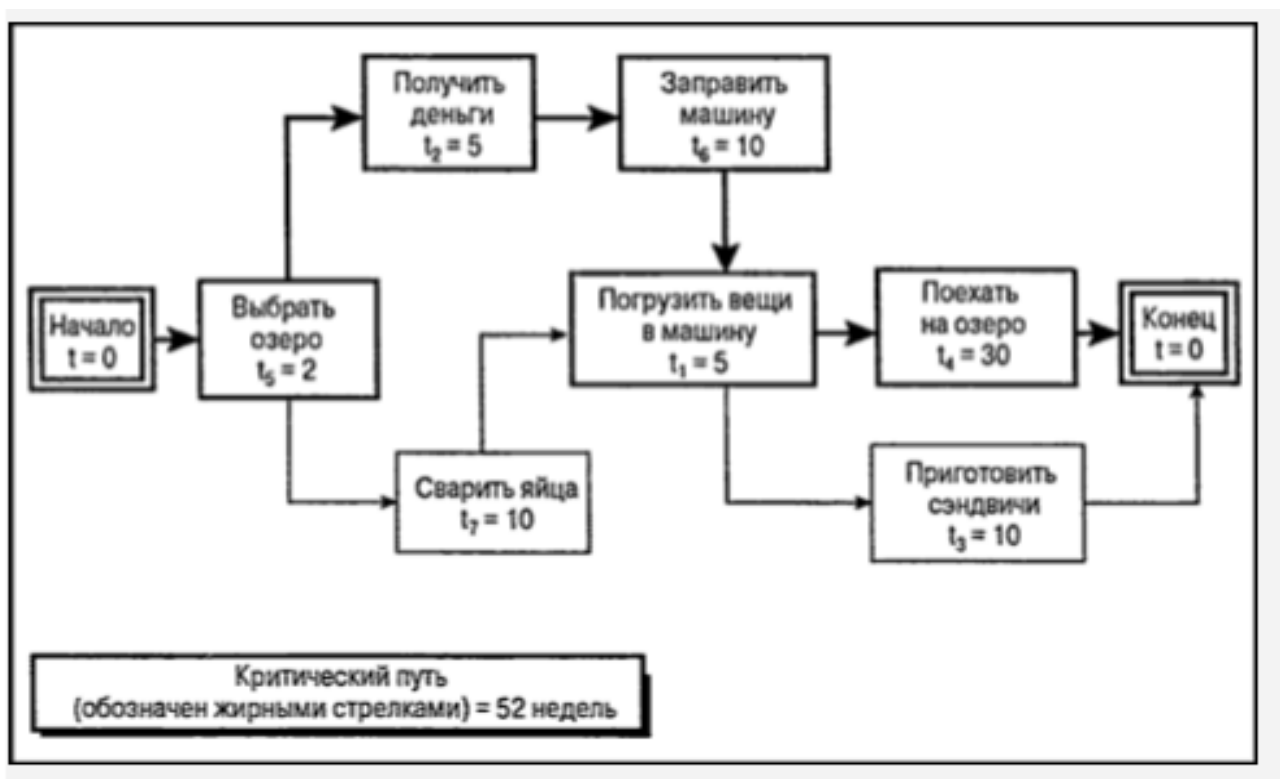 Получить
деньги
t₂ = 5
Заправить
машину
t₆ = 10
Начало
t = 0
Выбрать
озеро
t₅ = 2
Погрузить вещи
в машину
t₁ = 5
Поехать
на озеро
t₄ = 30
Конец
t = 0
Сварить яйца
t₇ = 10
Приготовить
сэндвичи
t₃ = 10
Критический путь
(обозначен жирными стрелками) = 52 недель